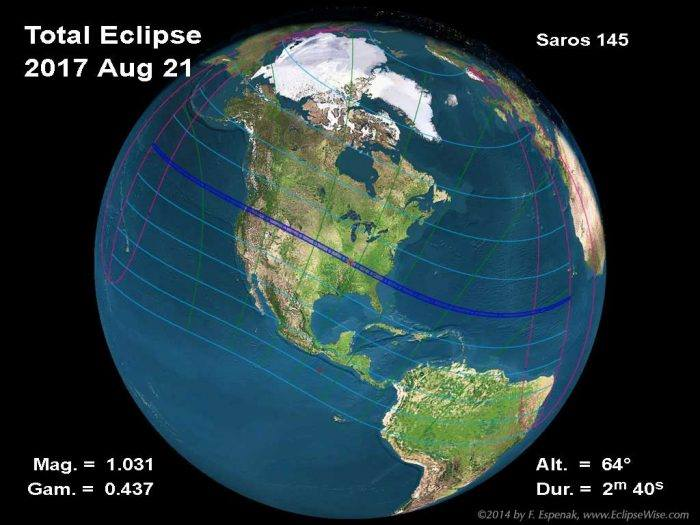 Total Eclipse
2017 Aug 21
Saros 145
Mag. = 1.031
Gam. = 0.437
Alt. = 64°
Dur. = 2ᵐ 40ˢ
©2014 by F. Espenak, www.EclipseWise.com